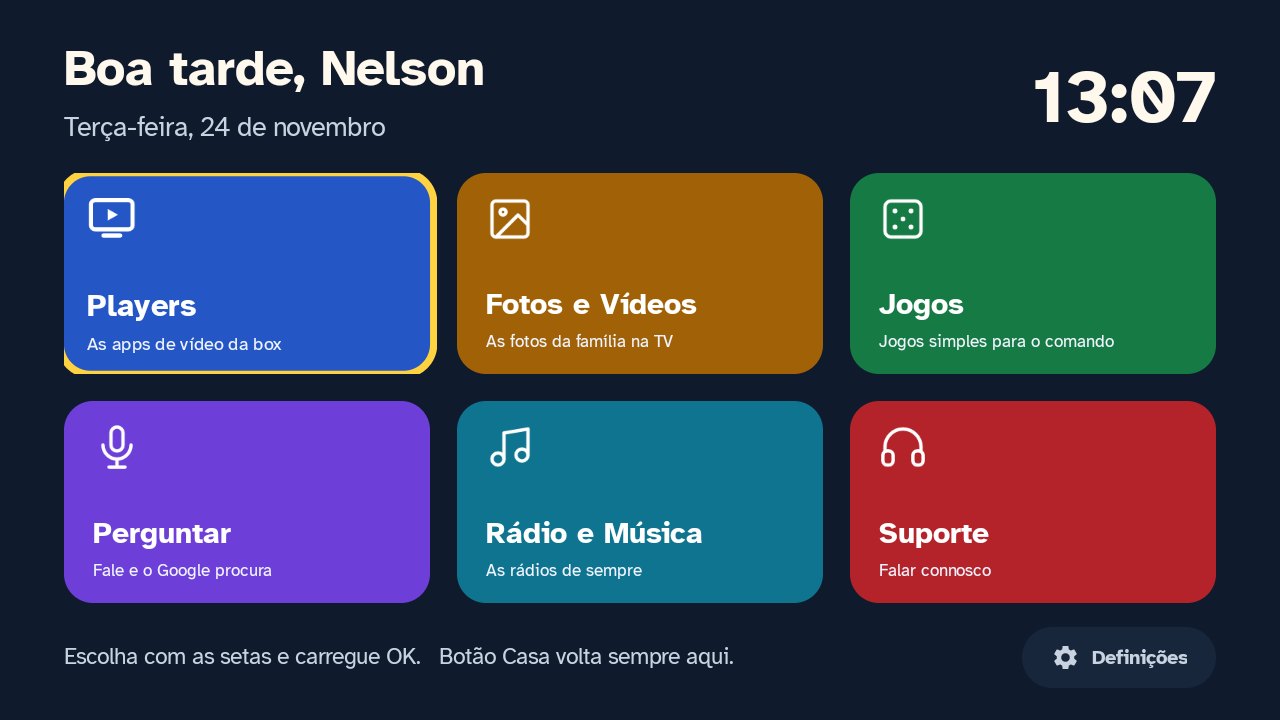 Boa tarde, Nelson
Terça-feira, 24 de novembro
13:07
Players
As apps de vídeo da box
Fotos e Vídeos
As fotos da família na TV
Jogos
Jogos simples para o comando
Perguntar
Fale e o Google procura
Rádio e Música
As rádios de sempre
Suporte
Falar connosco
Escolha com as setas e carregue OK. Botão Casa volta sempre aqui.
Definições